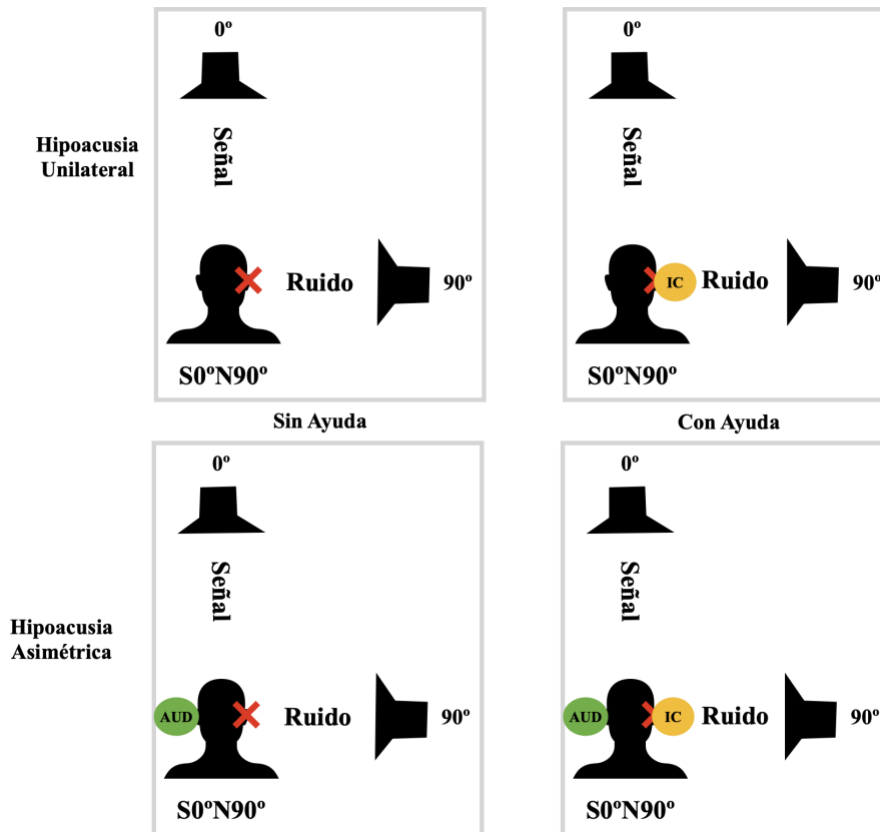 0º
0º
Señal
Señal
Hipoacusia
Unilateral
Ruido
90º
IC
Ruido
90º
S0ºN90º
S0ºN90º
Sin Ayuda
Con Ayuda
0º
0º
Señal
Señal
Hipoacusia
Asimétrica
AUD
Ruido
90º
AUD
IC
Ruido
90º
S0ºN90º
S0ºN90º